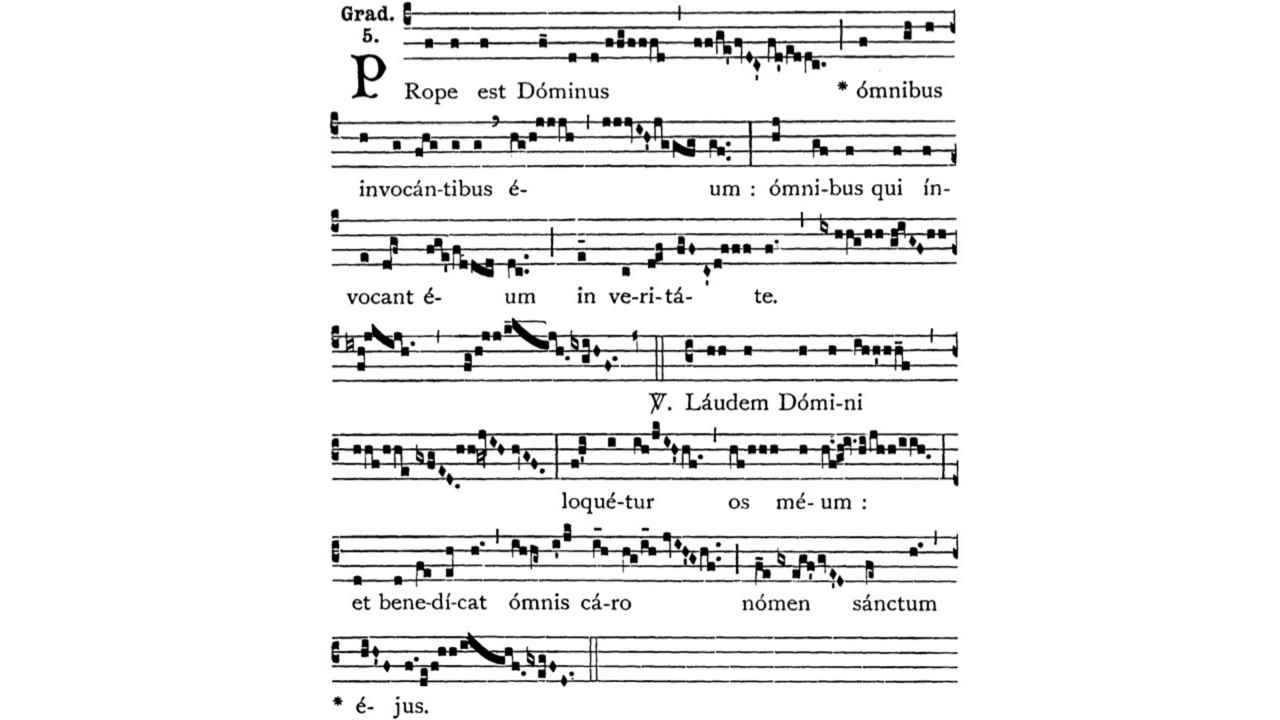 Grad.
5.
PRope est Dóminus * ómnibus
invocán-tibus é- um : ómni-bus qui ín-
vocant é- um in ve-ri-tá- te.
℣. Láudem Dómi-ni
loqué-tur os mé- um :
et bene-dí-cat ómnis cá-ro nómen sánctum
* é- jus.